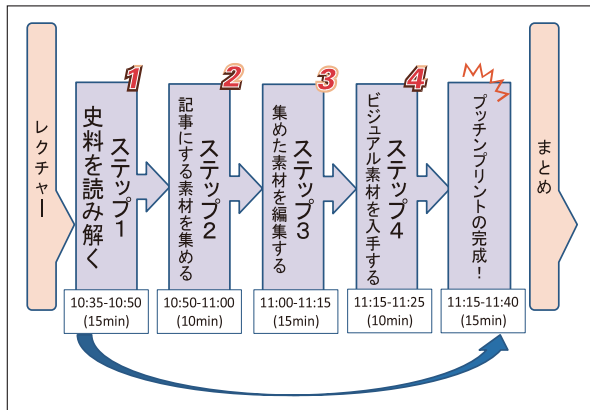 レクチャー
1
ステップ1
史料を読み解く
10:35-10:50
(15min)
2
ステップ2
記事にする素材を集める
10:50-11:00
(10min)
3
ステップ3
集めた素材を編集する
11:00-11:15
(15min)
4
ステップ4
ビジュアル素材を入手する
11:15-11:25
(10min)
プッチンプリントの完成！
11:15-11:40
(15min)
まとめ